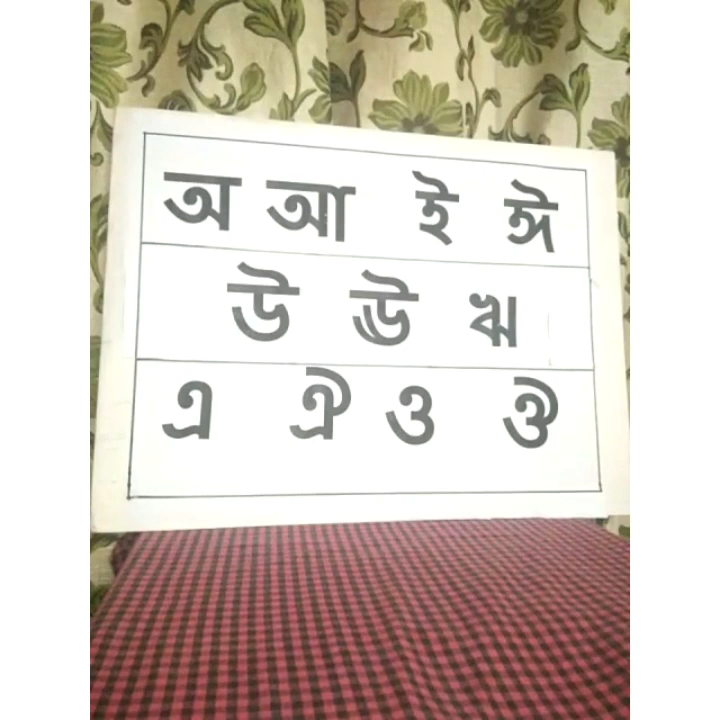 অ আ ই ঈ
উ ঊ ঋ
এ ঐ ও ঔ